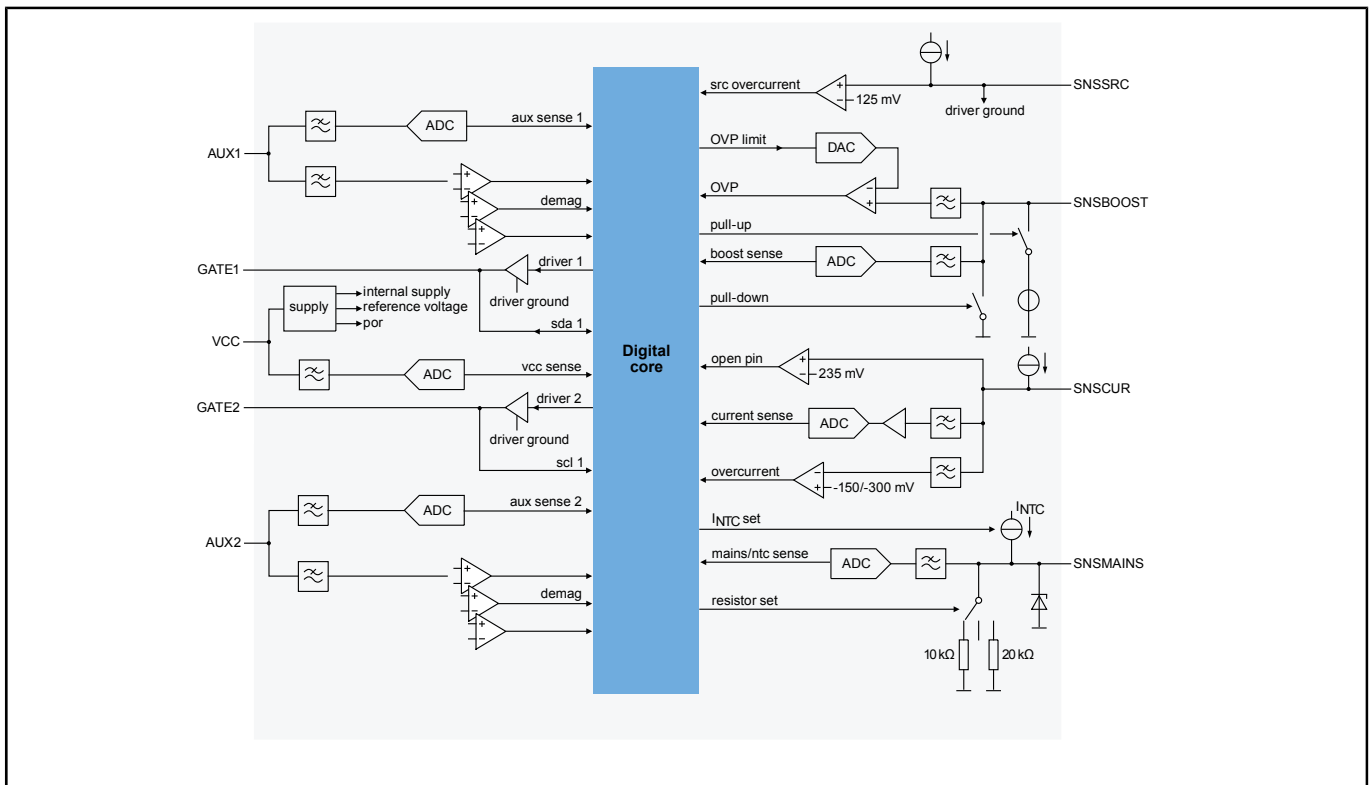 AUX1
ADC
aux sense 1
+
−
+
−
+
−
demag
GATE1
driver 1
driver ground
supply
internal supply
reference voltage
por
sda 1
VCC
ADC
vcc sense
GATE2
driver 2
driver ground
scl 1
ADC
aux sense 2
AUX2
+
−
+
−
+
−
demag
Digital
core
src overcurrent
+
−
125 mV
driver ground
SNSSRC
OVP limit
DAC
OVP
−
+
SNSBOOST
pull-up
boost sense
ADC
pull-down
open pin
+
−
235 mV
SNSCUR
current sense
ADC
overcurrent
−
+
-150/-300 mV
INTC set
INTC
mains/ntc sense
ADC
SNSMAINS
resistor set
10 kΩ
20 kΩ